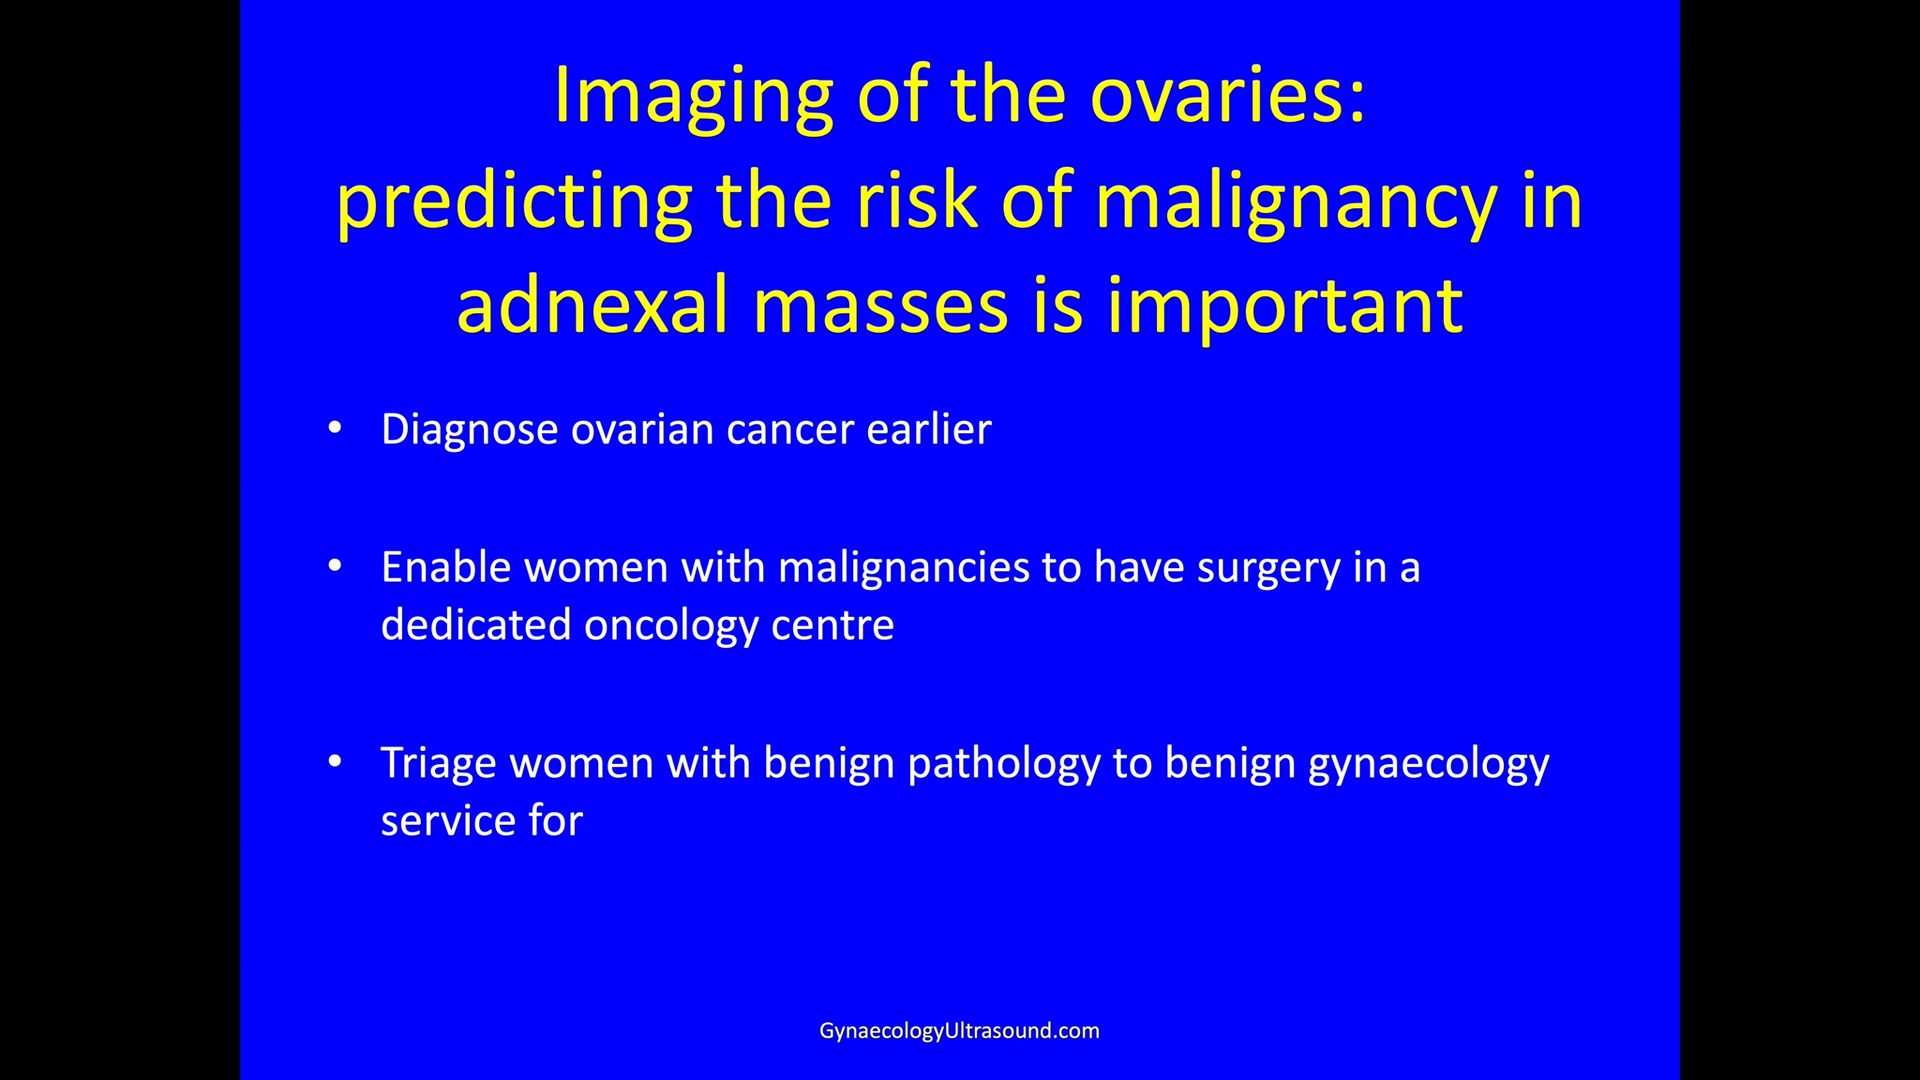 Imaging of the ovaries:
predicting the risk of malignancy in
adnexal masses is important
• Diagnose ovarian cancer earlier
• Enable women with malignancies to have surgery in a
dedicated oncology centre
• Triage women with benign pathology to benign gynaecology
service for
GynaecologyUltrasound.com